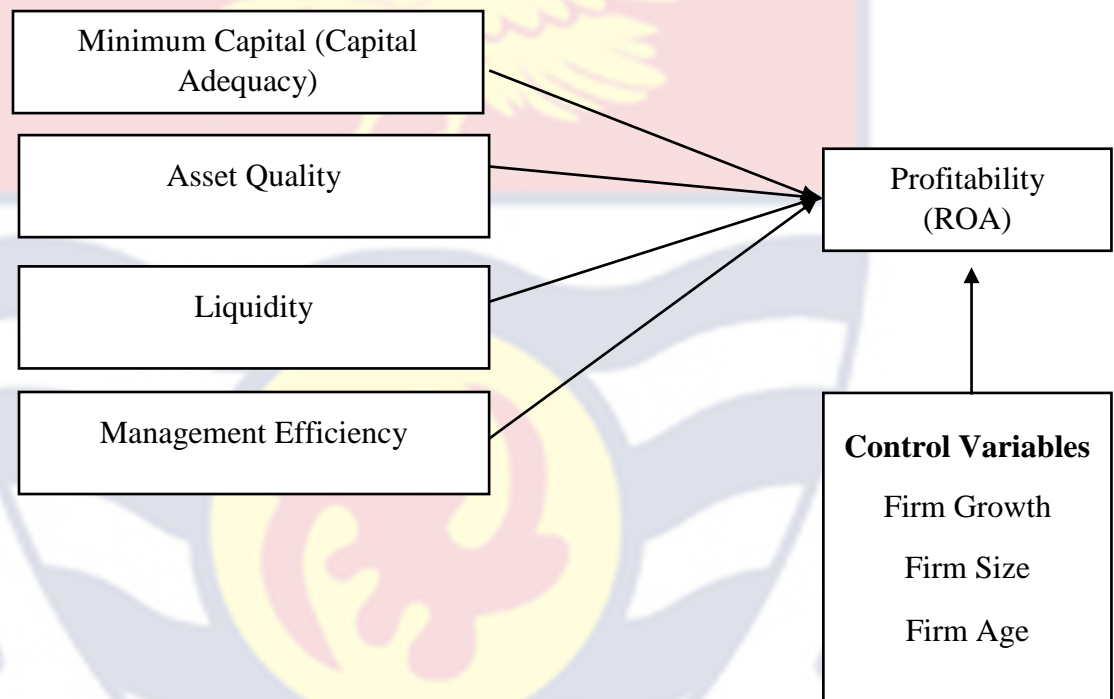 Minimum Capital (Capital
Adequacy)
Asset Quality
Liquidity
Management Efficiency
Profitability
(ROA)
Control Variables
Firm Growth
Firm Size
Firm Age